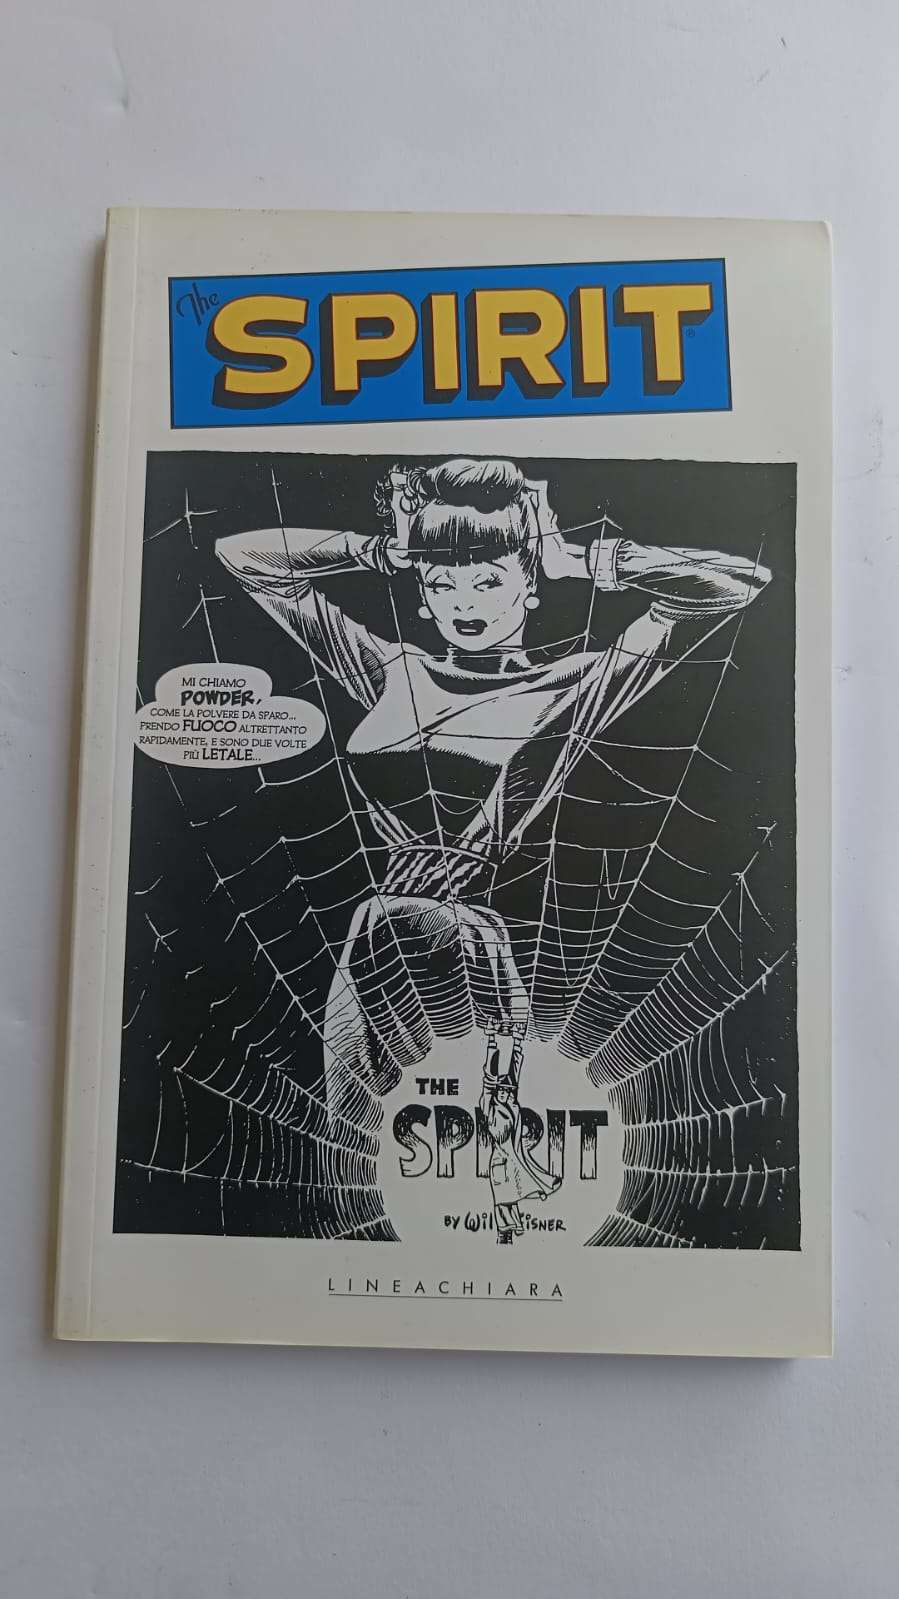 The
SPIRIT®
MI CHIAMO
POWDER,
COME LA POLVERE DA SPARO...
PRENDO FUOCO ALTRETTANTO
RAPIDAMENTE, E SONO DUE VOLTE
PIÙ LETALE...
THE
SPIRIT
BY Will EISNER
LINEACHIARA